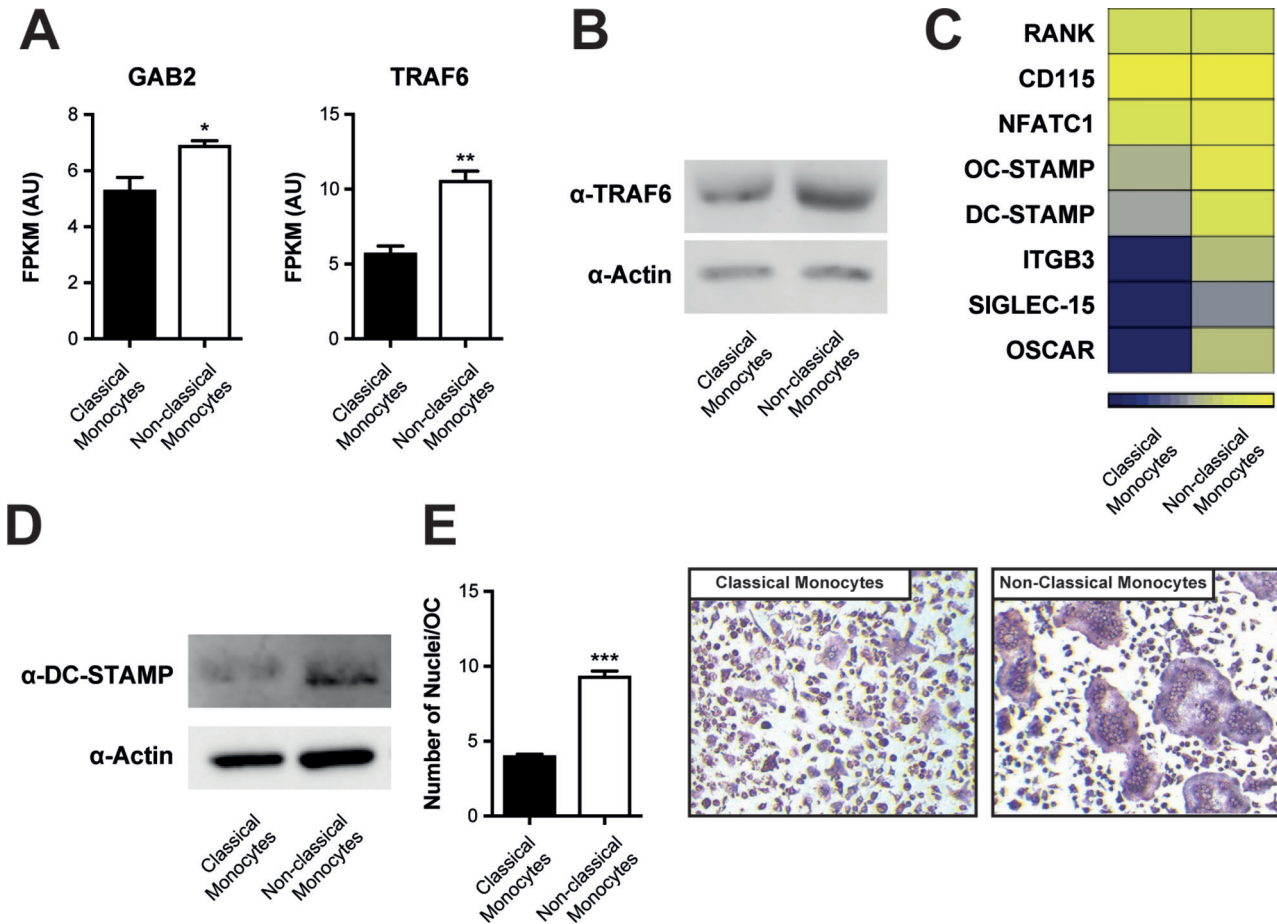 A
GAB2
FPKM (AU)
8
6
4
2
0
*
Classical
Monocytes
Non-classical
Monocytes
TRAF6
FPKM (AU)
15
10
5
0
**
Classical
Monocytes
Non-classical
Monocytes
B
α-TRAF6
α-Actin
Classical
Monocytes
Non-classical
Monocytes
C
RANK
CD115
NFATC1
OC-STAMP
DC-STAMP
ITGB3
SIGLEC-15
OSCAR
Classical
Monocytes
Non-classical
Monocytes
D
α-DC-STAMP
α-Actin
Classical
Monocytes
Non-classical
Monocytes
E
Number of Nuclei/OC
15
10
5
0
***
Classical
Monocytes
Non-classical
Monocytes
Classical Monocytes
Non-Classical Monocytes